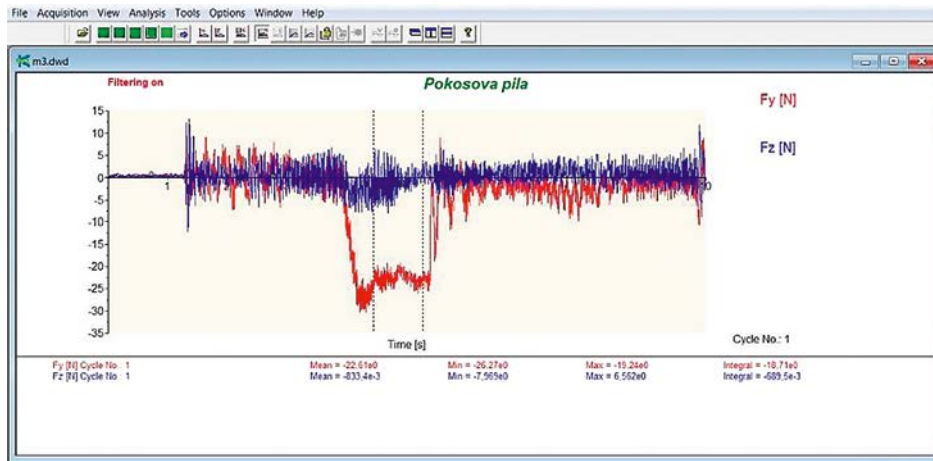 File Acquisition View Analysis Tools Options Window Help
m3.dwd
Filtering on
Pokosova pila
Fy [N]
Fz [N]
15
10
5
0
-5
-10
-15
-20
-25
-30
-35
1
0
Time [s]
Cycle No.: 1
Fy [N] Cycle No.: 1 Mean = -22,61e0 Min = -26,27e0 Max = -19,24e0 Integral = -18,71e0
Fz [N] Cycle No.: 1 Mean = -833,4e-3 Min = -7,969e0 Max = 6,562e0 Integral = -689,5e-3